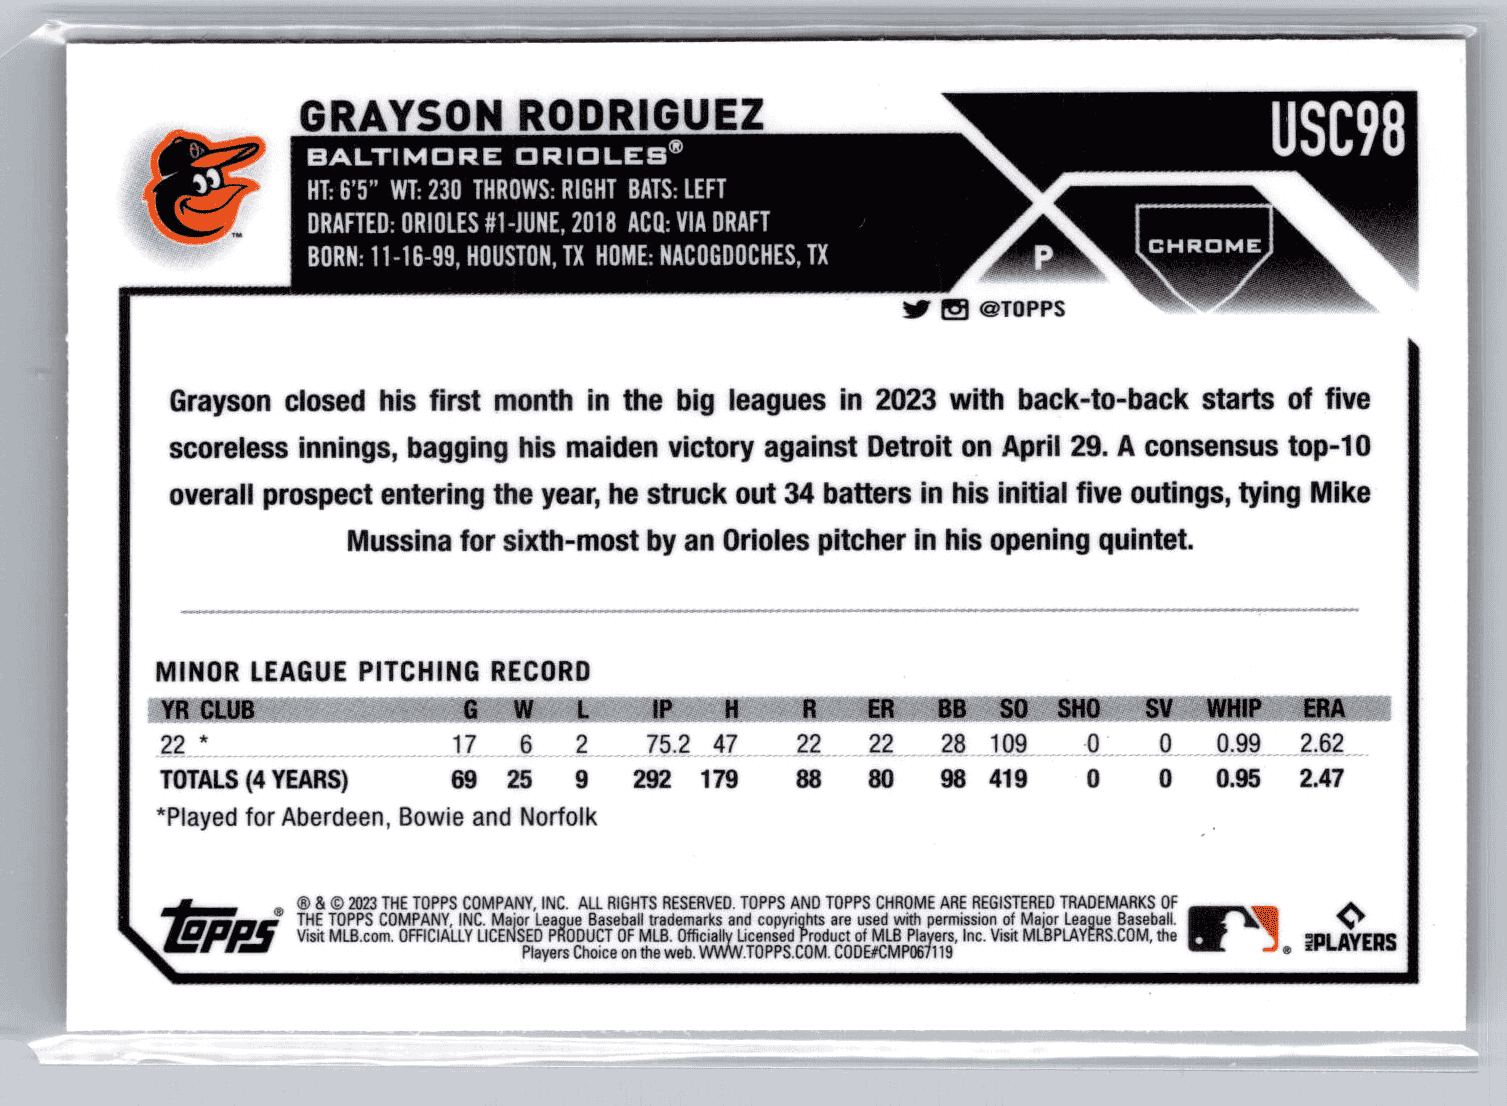 GRAYSON RODRIGUEZ
USC98
BALTIMORE ORIOLES®
HT: 6'5" WT: 230 THROWS: RIGHT BATS: LEFT
DRAFTED: ORIOLES #1-JUNE, 2018 ACQ: VIA DRAFT
BORN: 11-16-99, HOUSTON, TX HOME: NACOGDOCHES, TX
P
CHROME
™
@TOPPS
Grayson closed his first month in the big leagues in 2023 with back-to-back starts of five
scoreless innings, bagging his maiden victory against Detroit on April 29. A consensus top-10
overall prospect entering the year, he struck out 34 batters in his initial five outings, tying Mike
Mussina for sixth-most by an Orioles pitcher in his opening quintet.
MINOR LEAGUE PITCHING RECORD
YR CLUB G W L IP H R ER BB SO SHO SV WHIP ERA
22 * 17 6 2 75.2 47 22 22 28 109 0 0 0.99 2.62
TOTALS (4 YEARS) 69 25 9 292 179 88 80 98 419 0 0 0.95 2.47
*Played for Aberdeen, Bowie and Norfolk
TOPPS®
® & © 2023 THE TOPPS COMPANY, INC. ALL RIGHTS RESERVED. TOPPS AND TOPPS CHROME ARE REGISTERED TRADEMARKS OF
THE TOPPS COMPANY, INC. Major League Baseball trademarks and copyrights are used with permission of Major League Baseball.
Visit MLB.com. OFFICIALLY LICENSED PRODUCT OF MLB. Officially Licensed Product of MLB Players, Inc. Visit MLBPLAYERS.COM, the
Players Choice on the web. WWW.TOPPS.COM. CODE#CMP067119
®
MLB PLAYERS